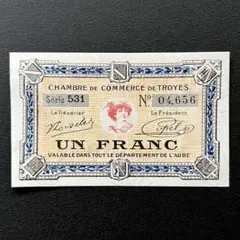 CHAMBRE DE COMMERCE DE TROYES
Série 531 No 04,656
Le Trésorier Le Président
UN FRANC
VALABLE DANS TOUT LE DÉPARTEMENT DE L'AUBE